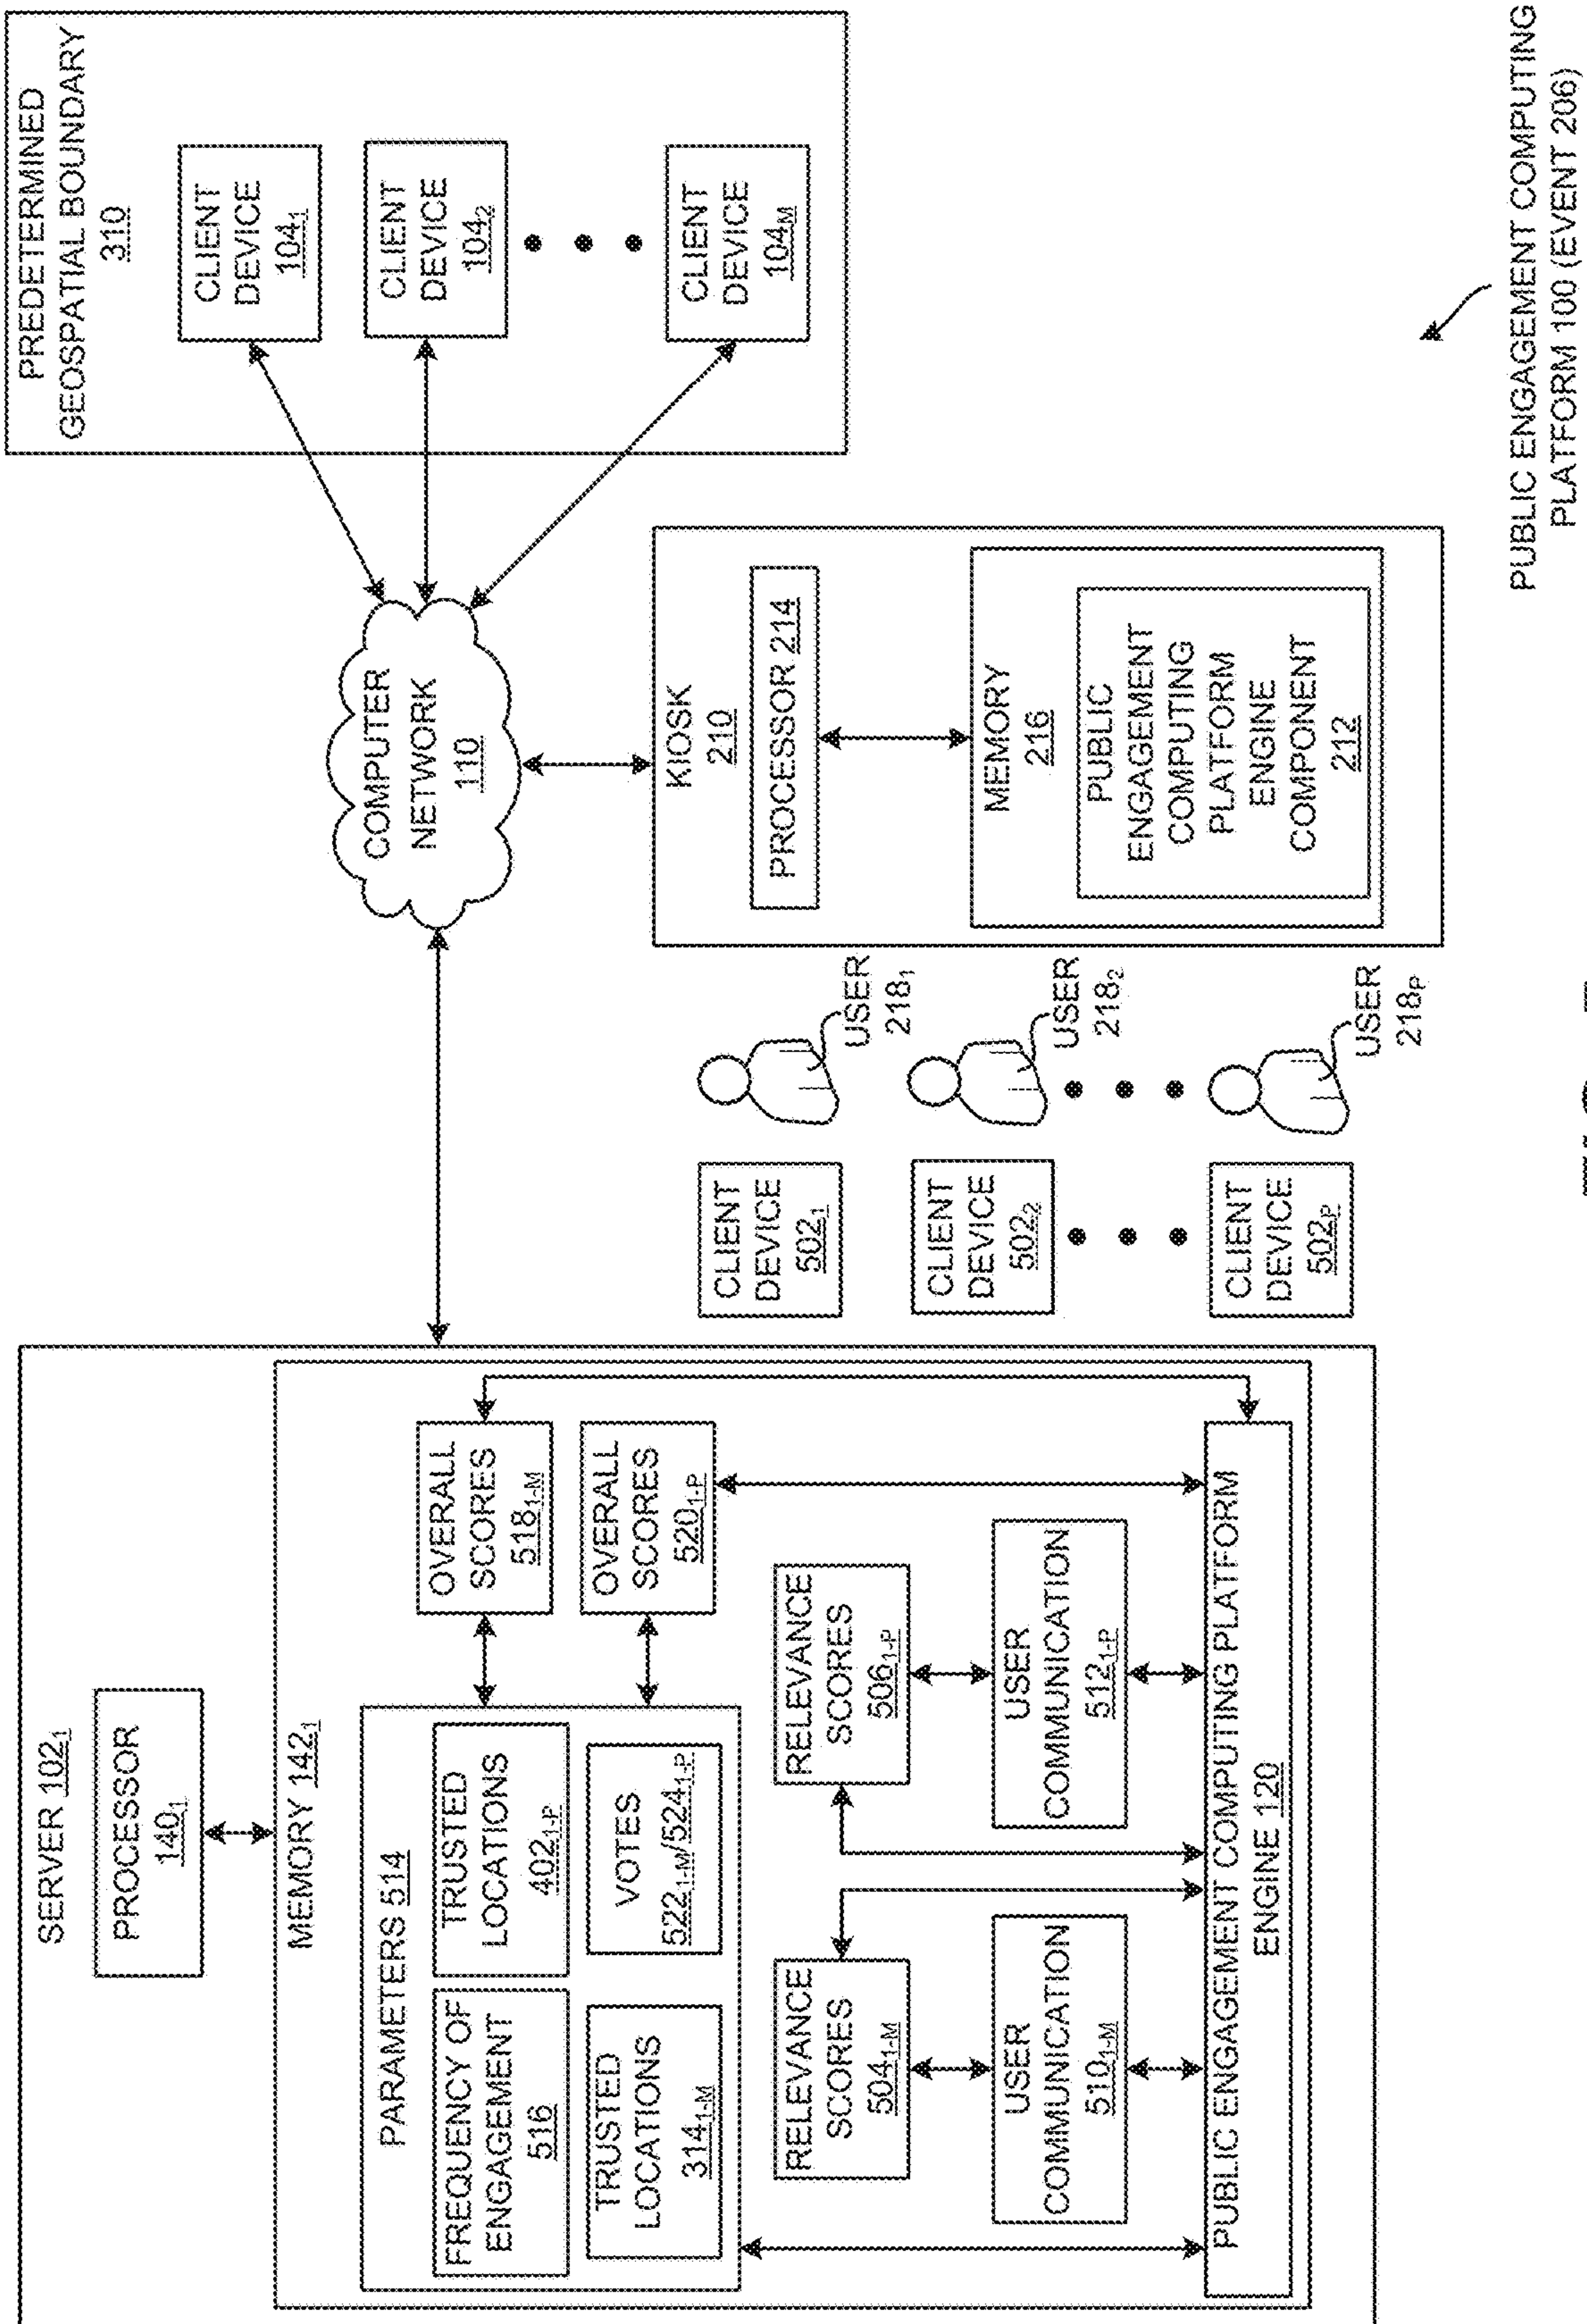 SERVER 102₁
PROCESSOR
140₁
MEMORY 142₁
PARAMETERS 514
FREQUENCY OF
ENGAGEMENT
516
TRUSTED
LOCATIONS
402₁₋P
TRUSTED
LOCATIONS
314₁₋M
VOTES
522₁₋M/524₁₋P
OVERALL
SCORES
518₁₋M
OVERALL
SCORES
520₁₋P
RELEVANCE
SCORES
504₁₋M
RELEVANCE
SCORES
506₁₋P
USER
COMMUNICATION
510₁₋M
USER
COMMUNICATION
512₁₋P
PUBLIC ENGAGEMENT COMPUTING PLATFORM
ENGINE 120
CLIENT
DEVICE
502₁
CLIENT
DEVICE
502₂
CLIENT
DEVICE
502P
USER
218₁
USER
218₂
USER
218P
COMPUTER
NETWORK
110
KIOSK
210
PROCESSOR 214
MEMORY
216
PUBLIC
ENGAGEMENT
COMPUTING
PLATFORM
ENGINE
COMPONENT
212
PREDETERMINED
GEOSPATIAL BOUNDARY
310
CLIENT
DEVICE
104₁
CLIENT
DEVICE
104₂
CLIENT
DEVICE
104M
PUBLIC ENGAGEMENT COMPUTING
PLATFORM 100 (EVENT 206)